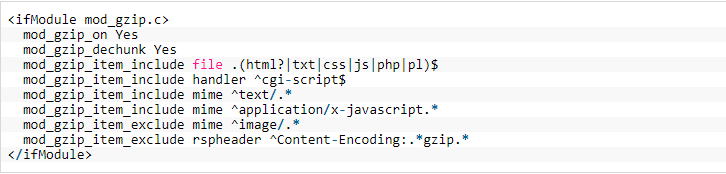 <ifModule mod_gzip.c>
  mod_gzip_on Yes
  mod_gzip_dechunk Yes
  mod_gzip_item_include file .(html?|txt|css|js|php|pl)$
  mod_gzip_item_include handler ^cgi-script$
  mod_gzip_item_include mime ^text/.*
  mod_gzip_item_include mime ^application/x-javascript.*
  mod_gzip_item_exclude mime ^image/.*
  mod_gzip_item_exclude rspheader ^Content-Encoding:.*gzip.*
</ifModule>